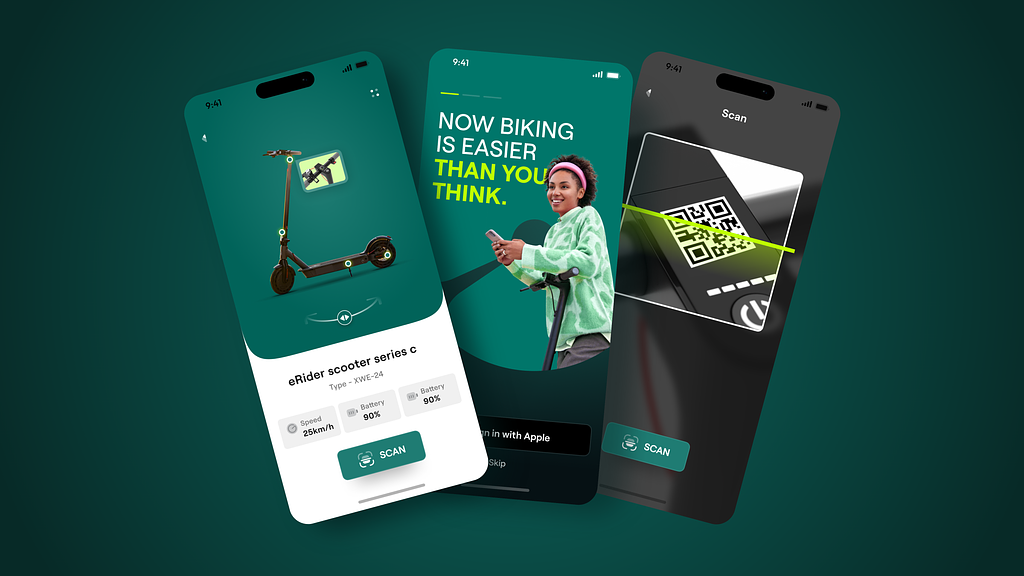 9:41
eRider scooter series c
Type - XWE-24
Speed
25km/h
Battery
90%
Battery
90%
SCAN
9:41
NOW BIKING
IS EASIER
THAN YOU
THINK.
in with Apple
Skip
9:41
Scan
SCAN